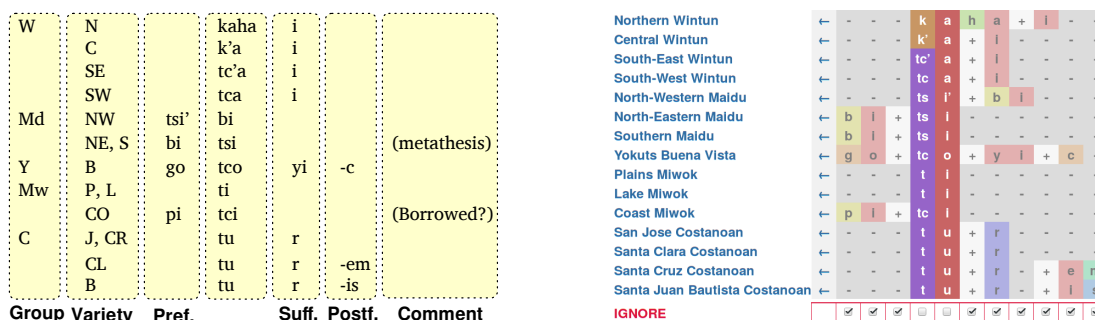 W N kaha i
C k'a i
SE tc'a i
SW tca i
Md NW tsi' bi
NE, S bi tsi (metathesis)
Y B go tco yi -c
Mw P, L ti
CO pi tci (Borrowed?)
C J, CR tu r
CL tu r -em
B tu r -is
Group Variety Pref. Suff. Postf. Comment
Northern Wintun ← - - - k a h a + i - -
Central Wintun ← - - - k' a + i - - - -
South-East Wintun ← - - - tc' a + i - - - -
South-West Wintun ← - - - tc a + i - - - -
North-Western Maidu ← - - - ts i' + b i - - -
North-Eastern Maidu ← b i + ts i - - - - - -
Southern Maidu ← b i + ts i - - - - - -
Yokuts Buena Vista ← g o + tc o + y i + c -
Plains Miwok ← - - - t i - - - - - -
Lake Miwok ← - - - t i - - - - - -
Coast Miwok ← p i + tc i - - - - - -
San Jose Costanoan ← - - - t u + r - - - -
Santa Clara Costanoan ← - - - t u + r - - - -
Santa Cruz Costanoan ← - - - t u + r - + e
Santa Juan Bautista Costanoan ← - - - t u + r - + i s
IGNORE